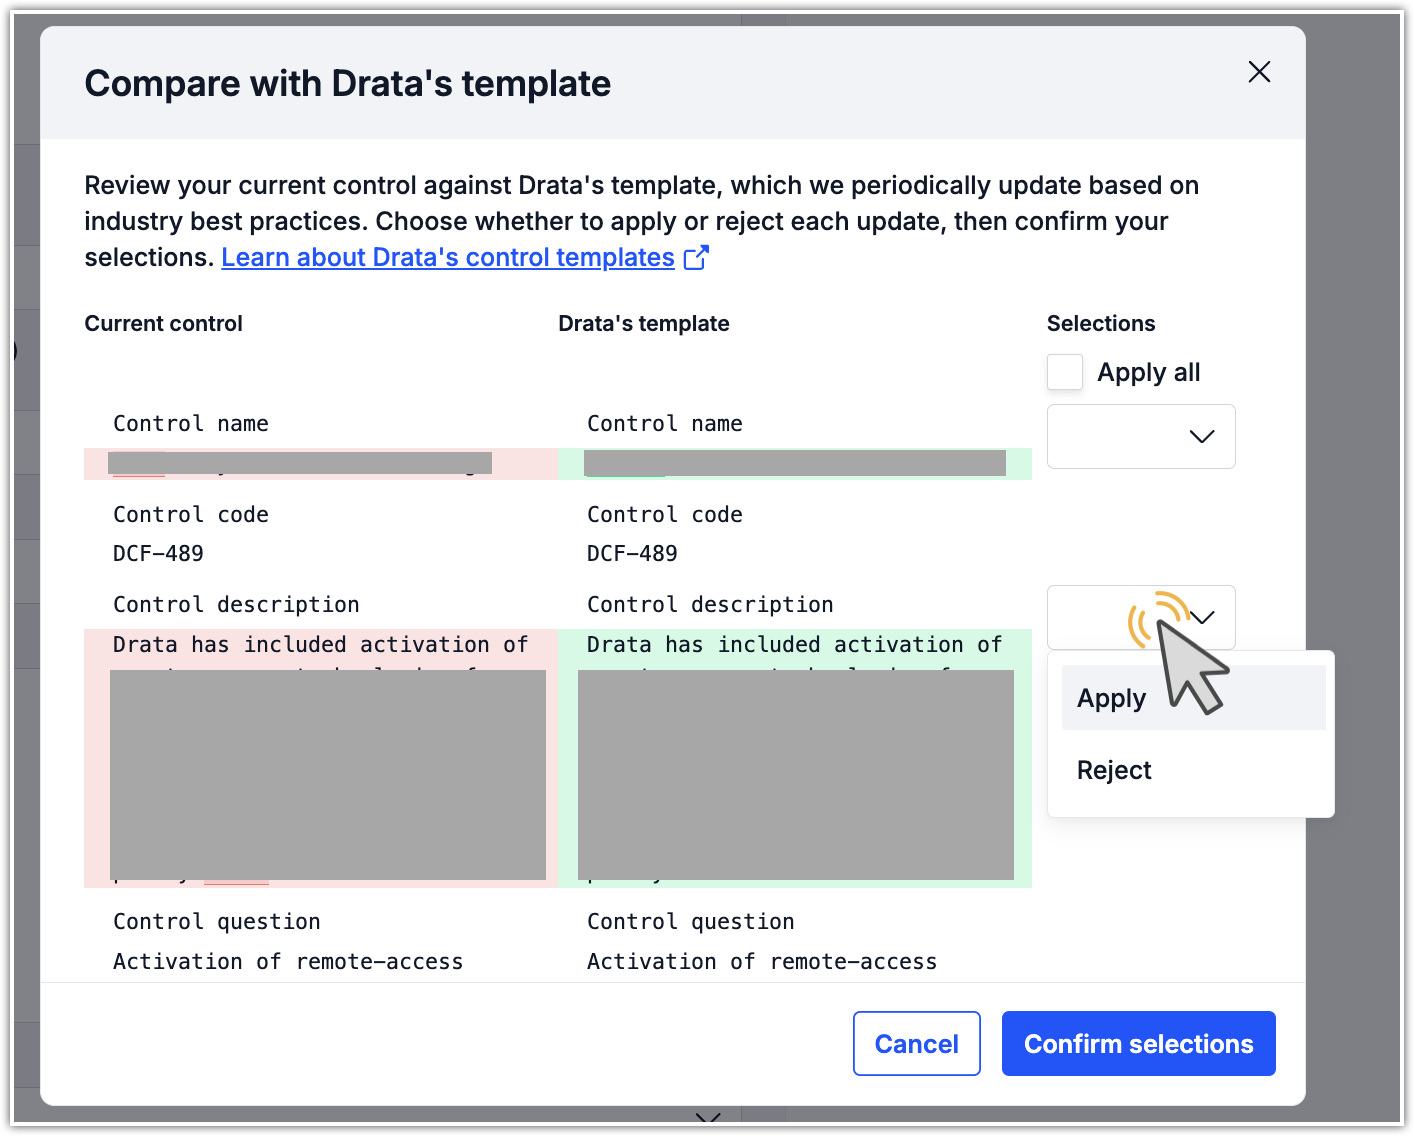 Compare with Drata's template
Review your current control against Drata's template, which we periodically update based on
industry best practices. Choose whether to apply or reject each update, then confirm your
selections. Learn about Drata's control templates
Current control
Drata's template
Selections
Apply all
Control name
Control name
Control code
Control code
DCF-489
DCF-489
Control description
Control description
Drata has included activation of
Drata has included activation of
Apply
Reject
Control question
Control question
Activation of remote-access
Activation of remote-access
Cancel
Confirm selections